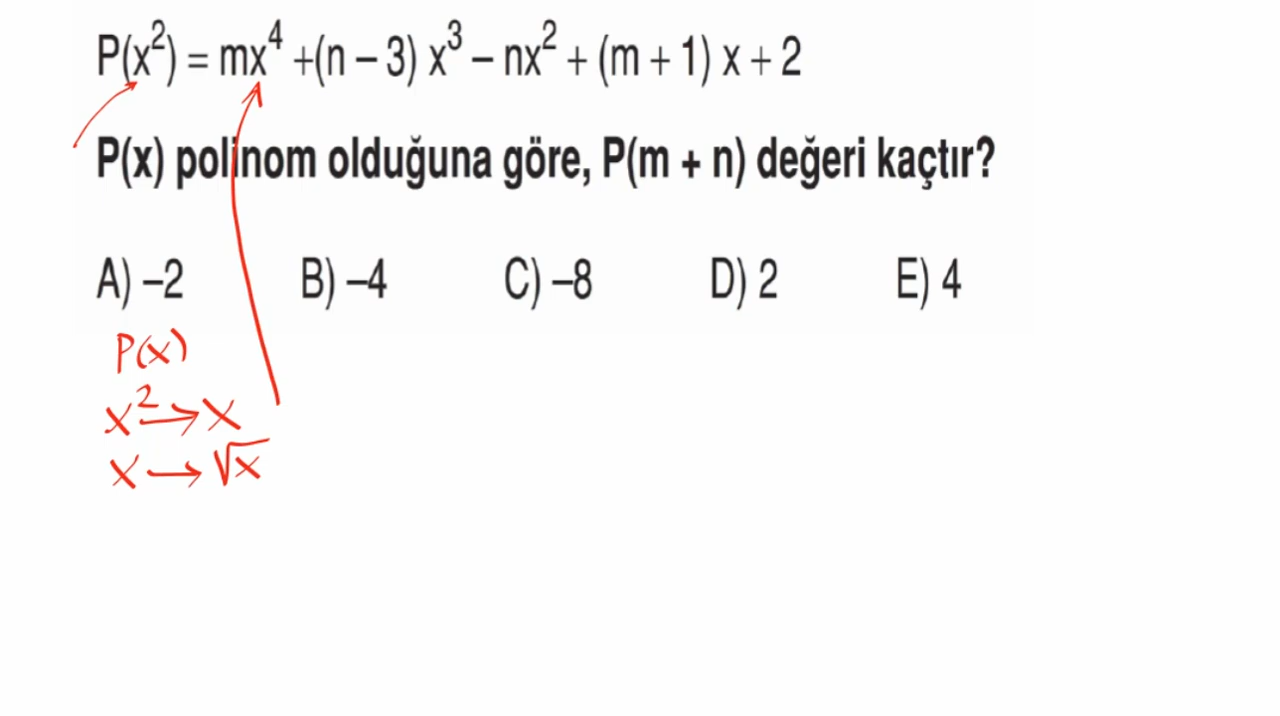 P(x²) = mx⁴ +(n – 3) x³ – nx² + (m + 1) x + 2
P(x) polinom olduğuna göre, P(m + n) değeri kaçtır?
A) –2 B) –4 C) –8 D) 2 E) 4
P(x)
x² → x
x → √x